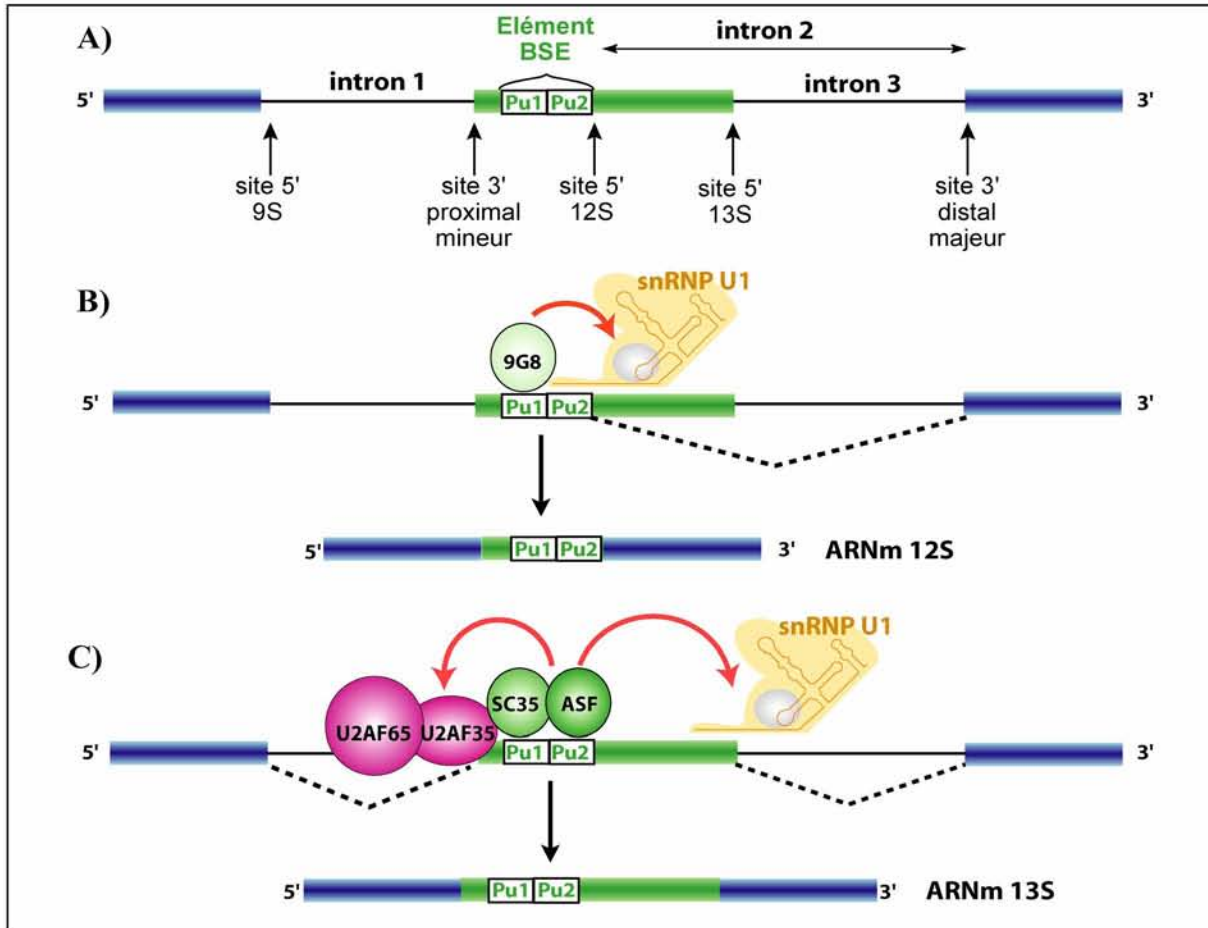 A)
Elément
BSE
intron 2
intron 1
intron 3
5'
Pu1 Pu2
3'
site 5'
9S
site 3'
proximal
mineur
site 5'
12S
site 5'
13S
site 3'
distal
majeur
B)
snRNP U1
9G8
5'
Pu1 Pu2
3'
5'
Pu1 Pu2
3'
ARNm 12S
C)
snRNP U1
SC35
ASF
U2AF65
U2AF35
5'
Pu1 Pu2
3'
5'
Pu1 Pu2
3'
ARNm 13S